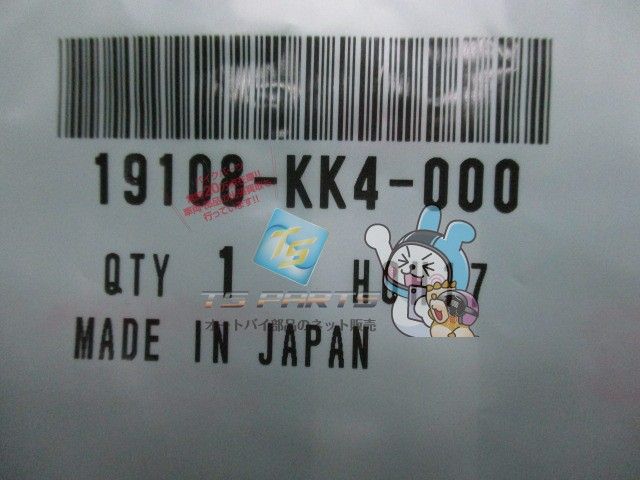 19108-KK4-000
QTY 1
TS
TS PARTS
オートバイ部品のネット販売
MADE IN JAPAN